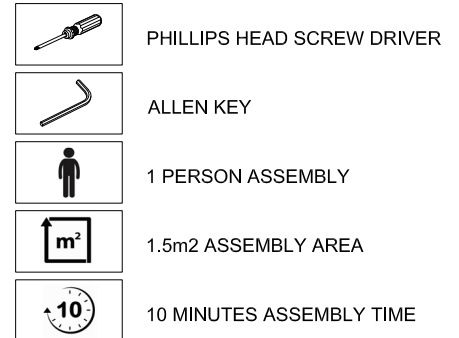 PHILLIPS HEAD SCREW DRIVER
ALLEN KEY
1 PERSON ASSEMBLY
m²
1.5m2 ASSEMBLY AREA
10
10 MINUTES ASSEMBLY TIME